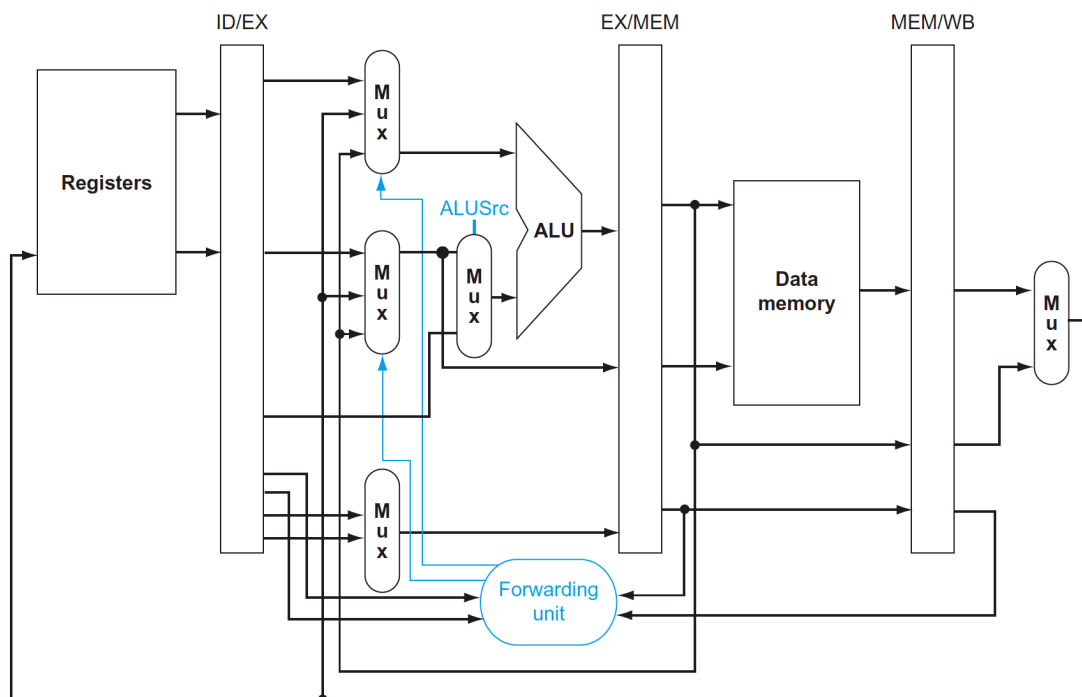 ID/EX
EX/MEM
MEM/WB
M
u
x
Registers
ALUSrc
ALU
M
u
x
M
u
x
Data
memory
M
u
x
M
u
x
Forwarding
unit